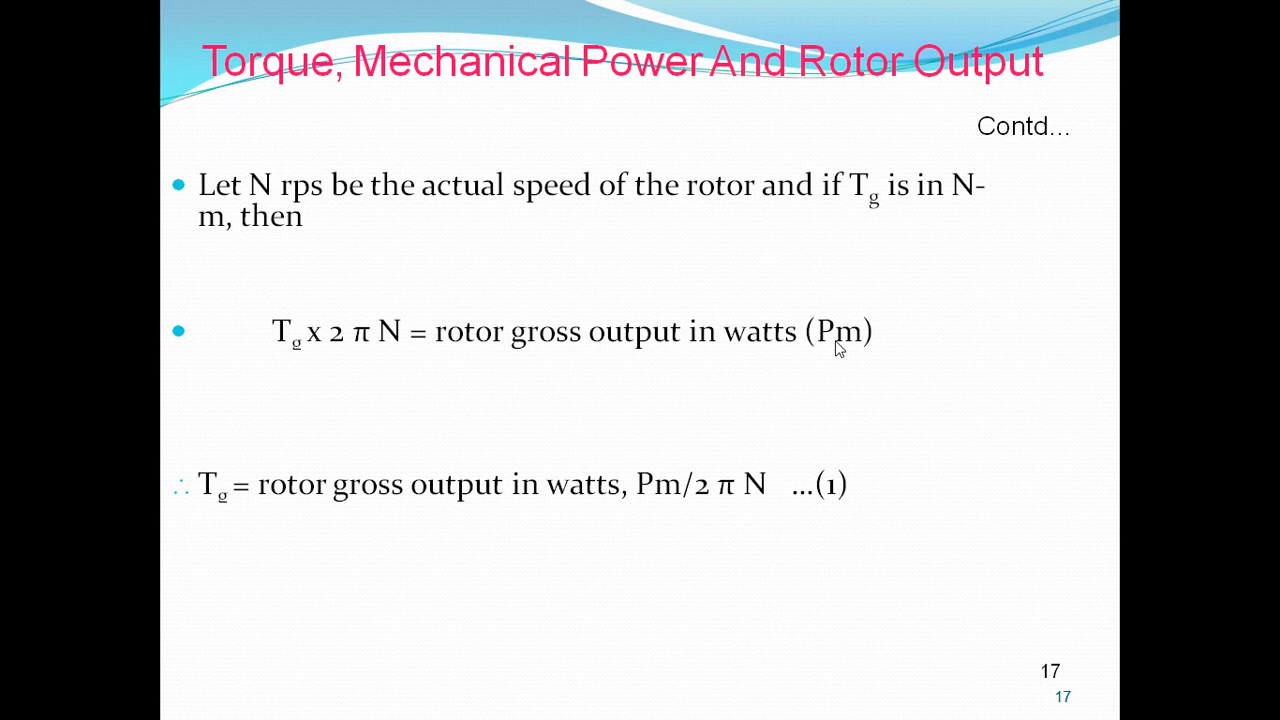 Torque, Mechanical Power And Rotor Output
Contd...
• Let N rps be the actual speed of the rotor and if Tg is in N-
m, then
• Tg x 2 π N = rotor gross output in watts (Pm)
∴ Tg = rotor gross output in watts, Pm/2 π N ...(1)
17
17